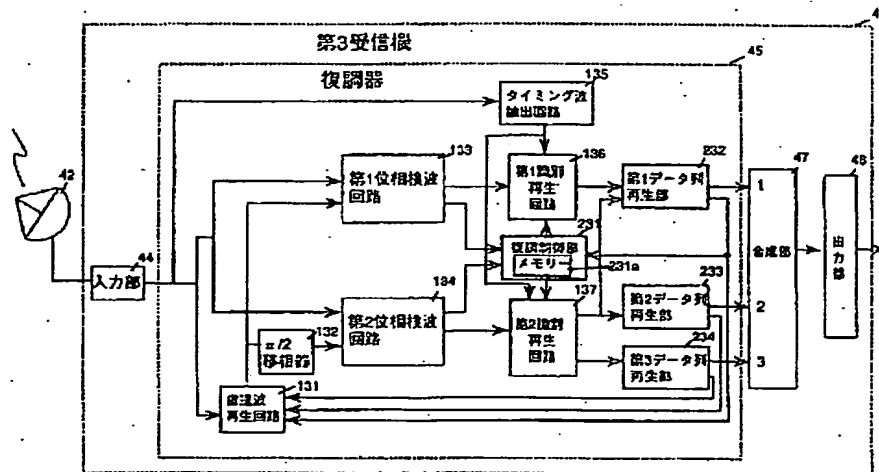 4
第3受信機
45
復調器
135
タイミング波
抽出回路
42
133
第1位相検波
回路
136
第1識別
再生
回路
232
第1データ列
再生部
47
48
1
231
復調制御部
メモリー
231a
合成部
出力部
44
入力部
134
第2位相検波
回路
137
第2識別
再生
回路
233
第2データ列
再生部
2
132
π/2
移相器
234
第3データ列
再生部
3
131
搬送波
再生回路